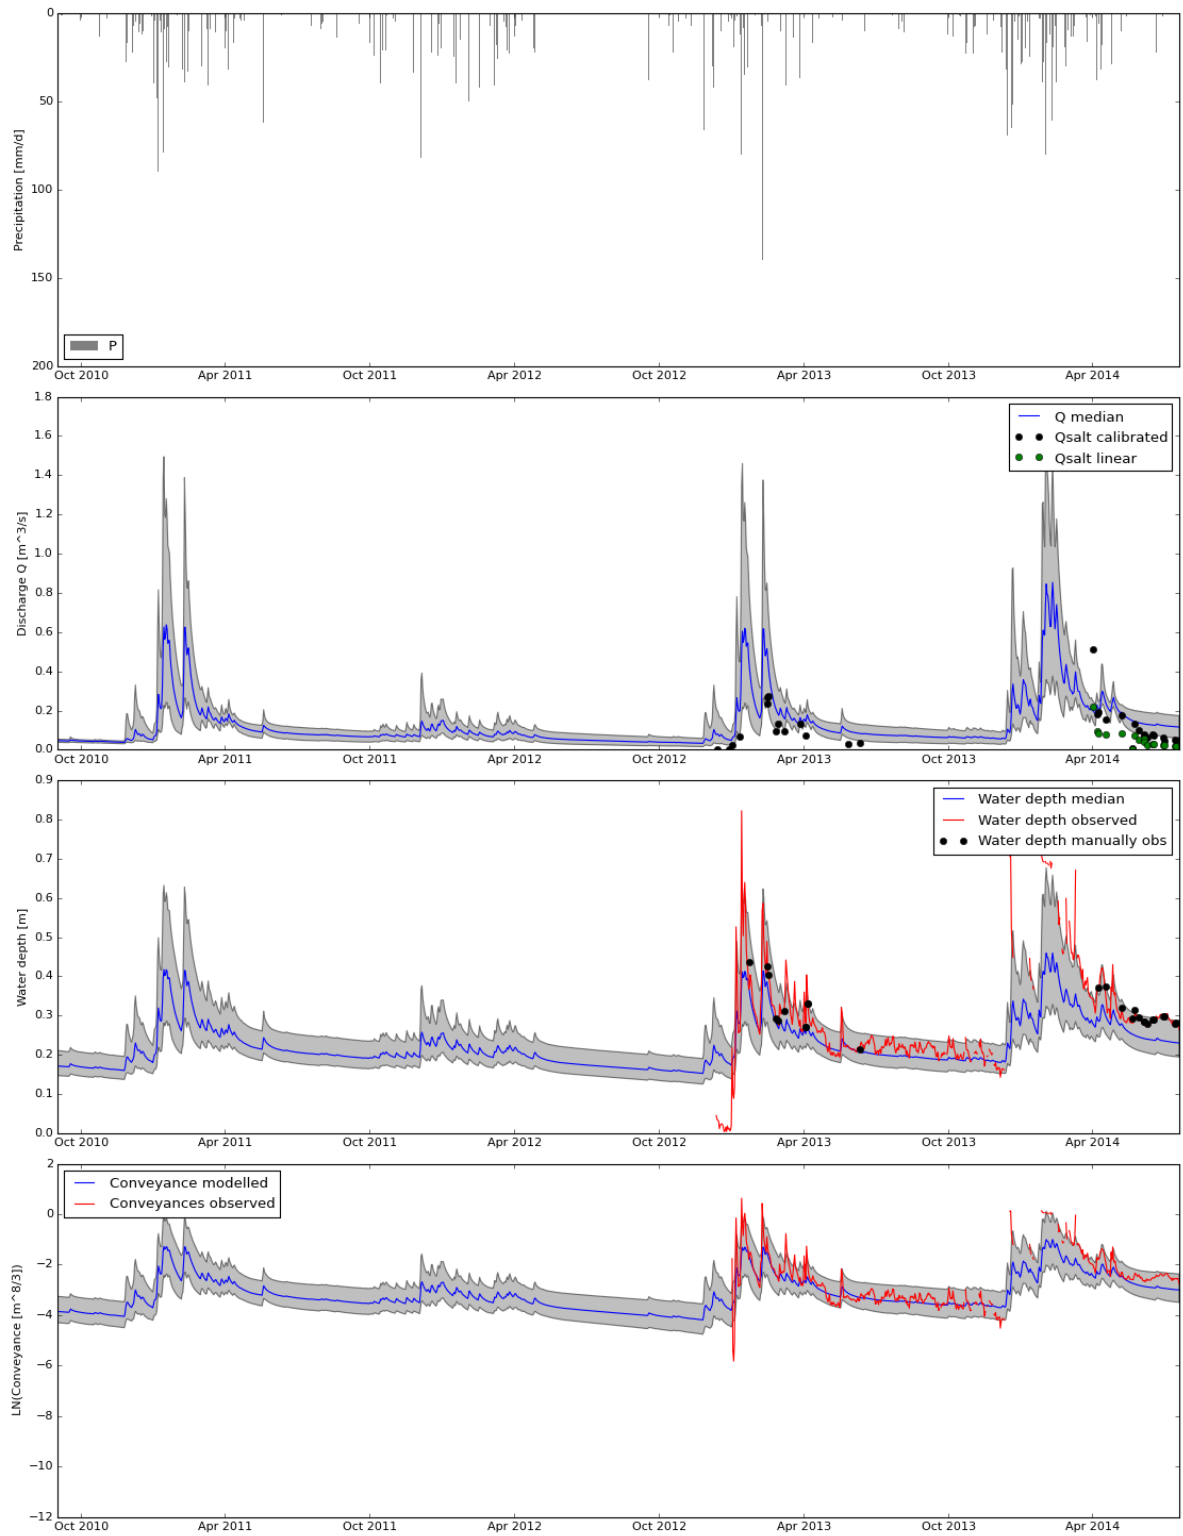 0
50
100
150
200
Precipitation [mm/d]
P
Oct 2010 Apr 2011 Oct 2011 Apr 2012 Oct 2012 Apr 2013 Oct 2013 Apr 2014
1.8
1.6
1.4
1.2
1.0
0.8
0.6
0.4
0.2
0.0
Discharge Q [m^3/s]
Q median
Qsalt calibrated
Qsalt linear
Oct 2010 Apr 2011 Oct 2011 Apr 2012 Oct 2012 Apr 2013 Oct 2013 Apr 2014
0.9
0.8
0.7
0.6
0.5
0.4
0.3
0.2
0.1
0.0
Water depth [m]
Water depth median
Water depth observed
Water depth manually obs
Oct 2010 Apr 2011 Oct 2011 Apr 2012 Oct 2012 Apr 2013 Oct 2013 Apr 2014
2
0
−2
−4
−6
−8
−10
−12
LN(Conveyance [m^8/3])
Conveyance modelled
Conveyances observed
Oct 2010 Apr 2011 Oct 2011 Apr 2012 Oct 2012 Apr 2013 Oct 2013 Apr 2014